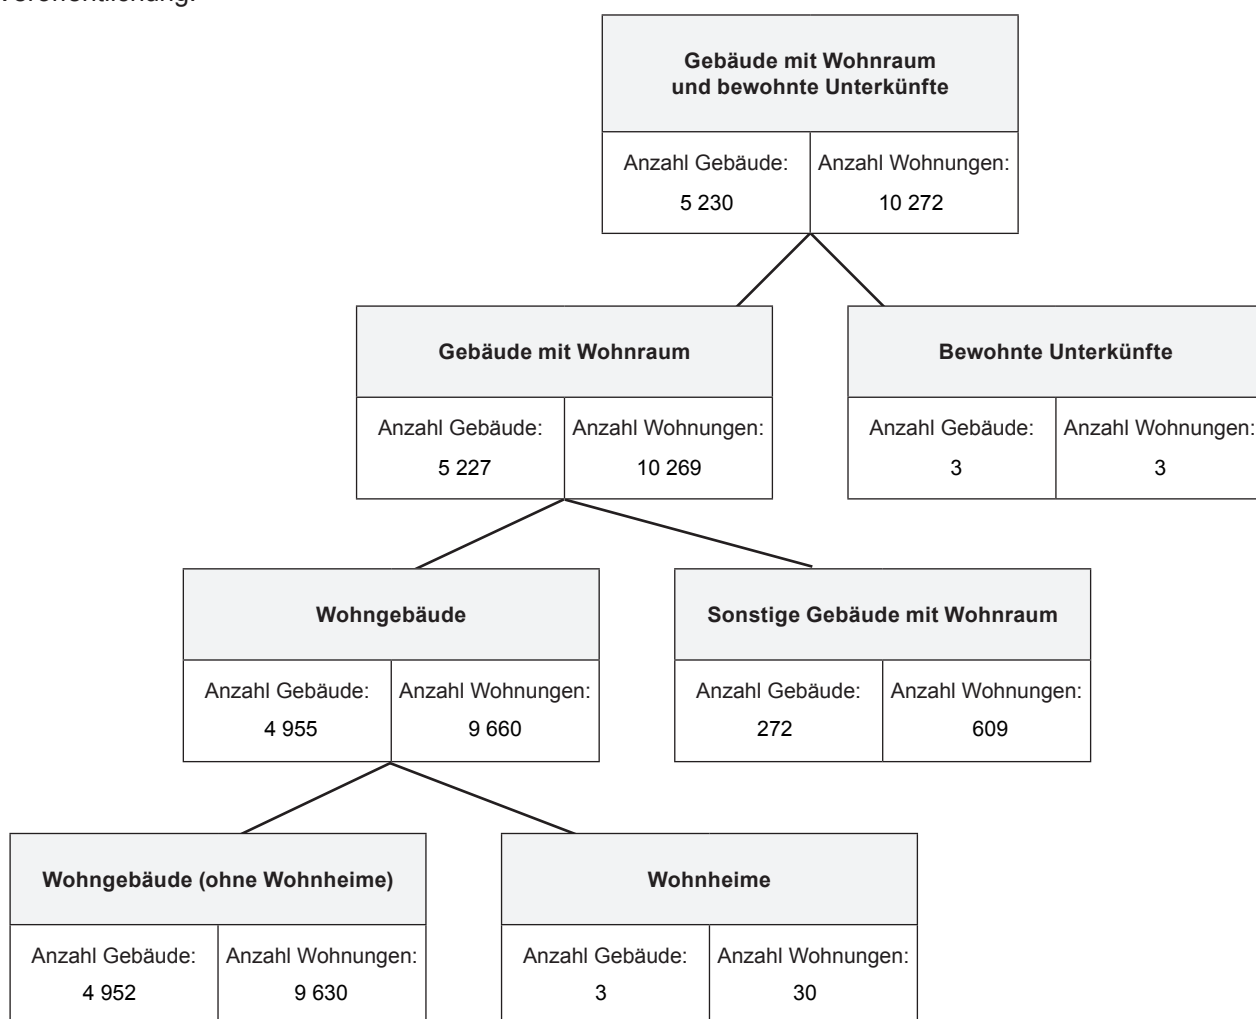 Veröffentlichung.
Gebäude mit Wohnraum
und bewohnte Unterkünfte
Anzahl Gebäude: Anzahl Wohnungen:
5 230 10 272
Gebäude mit Wohnraum Bewohnte Unterkünfte
Anzahl Gebäude: Anzahl Wohnungen: Anzahl Gebäude: Anzahl Wohnungen:
5 227 10 269 3 3
Wohngebäude Sonstige Gebäude mit Wohnraum
Anzahl Gebäude: Anzahl Wohnungen: Anzahl Gebäude: Anzahl Wohnungen:
4 955 9 660 272 609
Wohngebäude (ohne Wohnheime) Wohnheime
Anzahl Gebäude: Anzahl Wohnungen: Anzahl Gebäude: Anzahl Wohnungen:
4 952 9 630 3 30